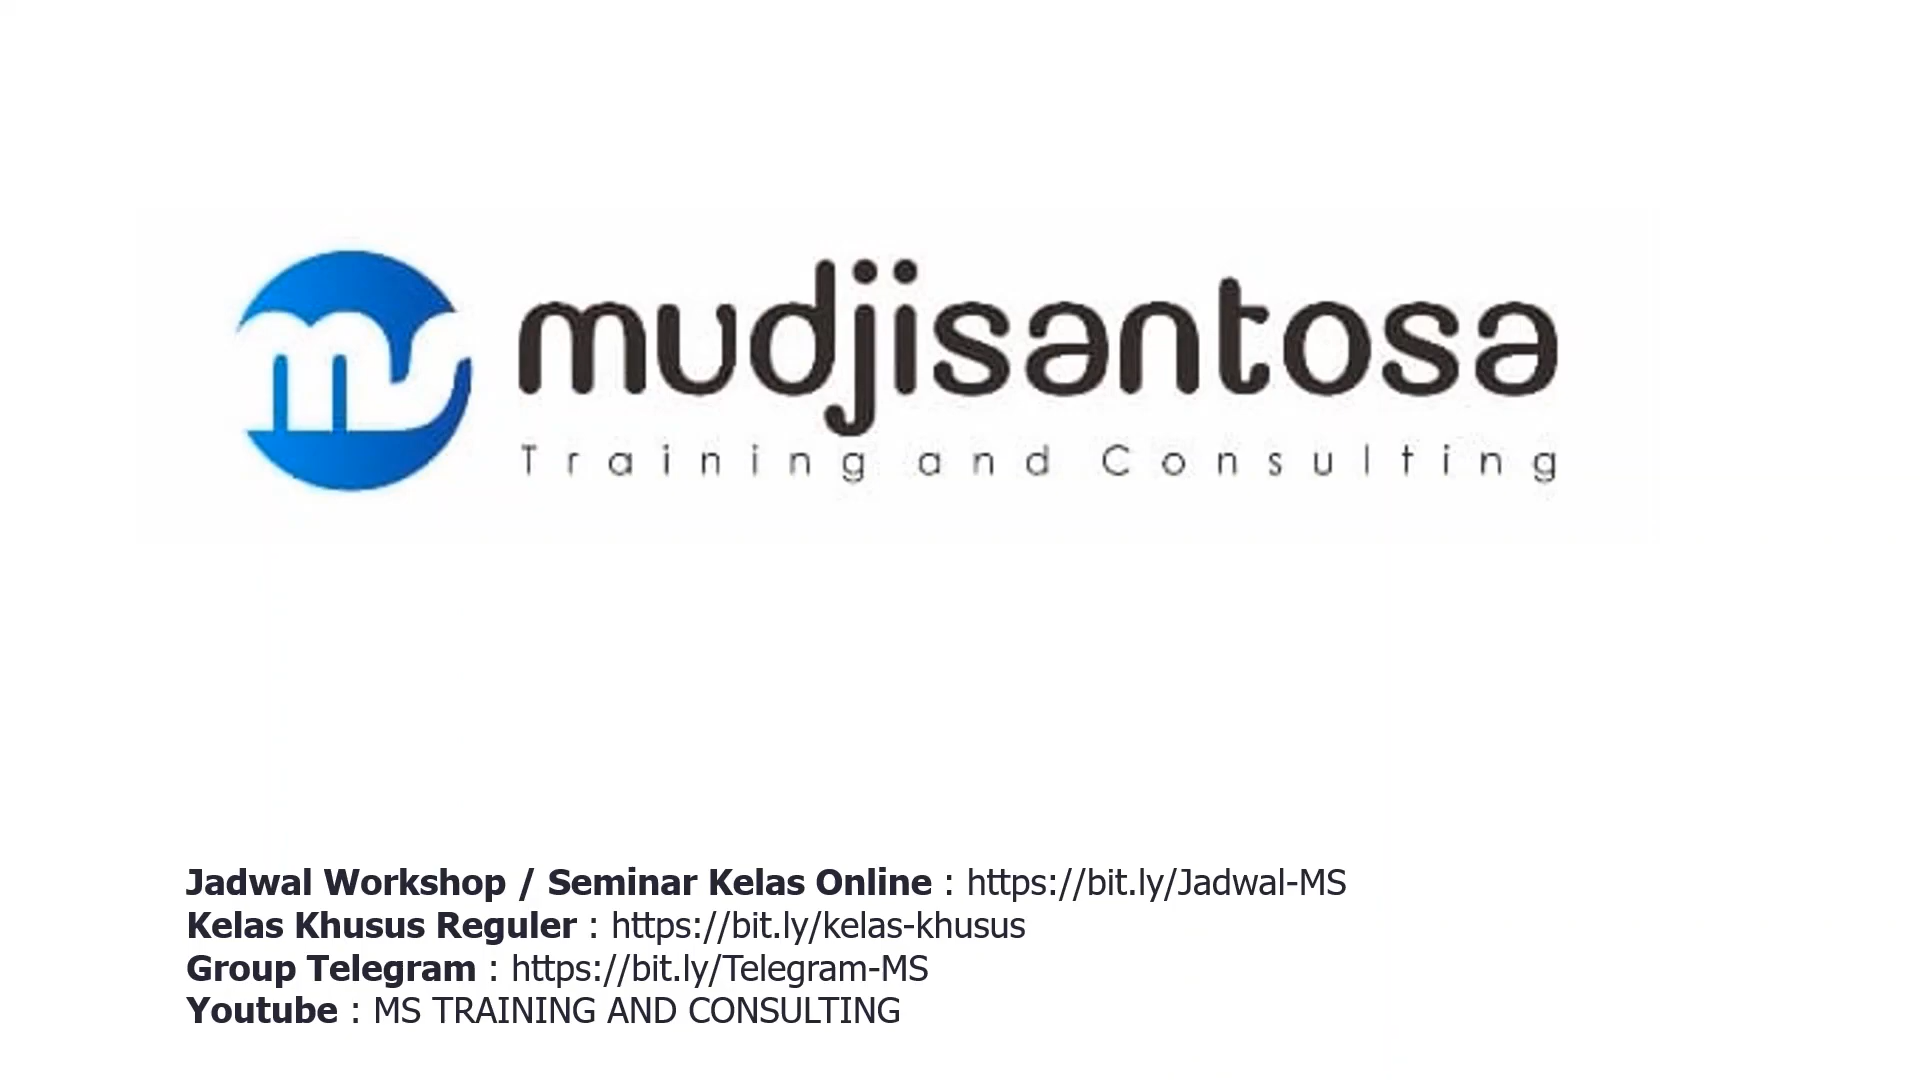 ms
mudjisantosa
Training and Consulting
Jadwal Workshop / Seminar Kelas Online : https://bit.ly/Jadwal-MS
Kelas Khusus Reguler : https://bit.ly/kelas-khusus
Group Telegram : https://bit.ly/Telegram-MS
Youtube : MS TRAINING AND CONSULTING